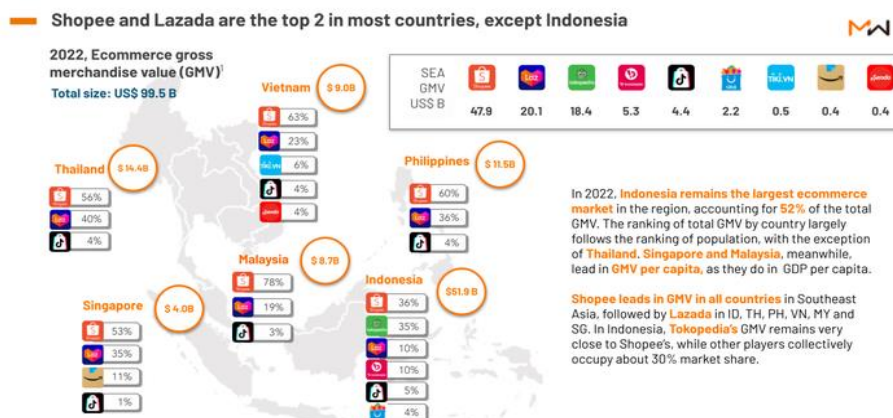 Shopee and Lazada are the top 2 in most countries, except Indonesia
MW
2022, Ecommerce gross
merchandise value (GMV)¹
Total size: US$ 99.5 B
SEA
GMV
US$ B
47.9 20.1 18.4 5.3 4.4 2.2 0.5 0.4 0.4
Vietnam
$ 9.0B
63%
23%
TIKI.VN
6%
4%
4%
Thailand
$ 14.4B
56%
40%
4%
Philippines
$ 11.5B
60%
36%
4%
Malaysia
$ 8.7B
78%
19%
3%
Singapore
$ 4.0B
53%
35%
11%
1%
Indonesia
$51.9 B
36%
35%
10%
10%
5%
4%
In 2022, Indonesia remains the largest ecommerce
market in the region, accounting for 52% of the total
GMV. The ranking of total GMV by country largely
follows the ranking of population, with the exception
of Thailand. Singapore and Malaysia, meanwhile,
lead in GMV per capita, as they do in GDP per capita.
Shopee leads in GMV in all countries in Southeast
Asia, followed by Lazada in ID, TH, PH, VN, MY and
SG. In Indonesia, Tokopedia's GMV remains very
close to Shopee's, while other players collectively
occupy about 30% market share.